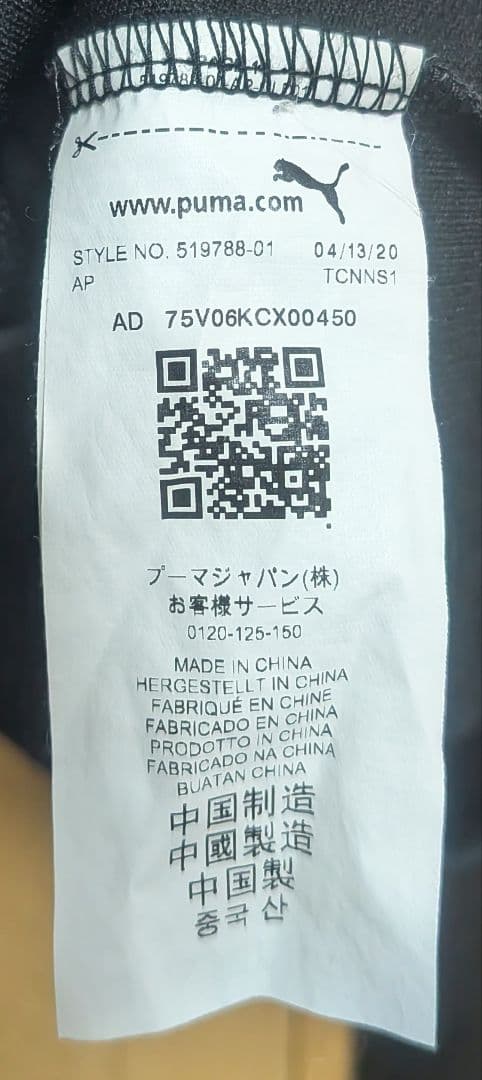 www.puma.com
STYLE NO. 519788-01 04/13/20
AP TCNNS1
AD 75V06KCX00450
プーマジャパン(株)
お客様サービス
0120-125-150
MADE IN CHINA
HERGESTELLT IN CHINA
FABRIQUÉ EN CHINE
FABRICADO EN CHINA
PRODOTTO IN CHINA
FABRICADO NA CHINA
BUATAN CHINA
中国制造
中國製造
中国製
중국 산